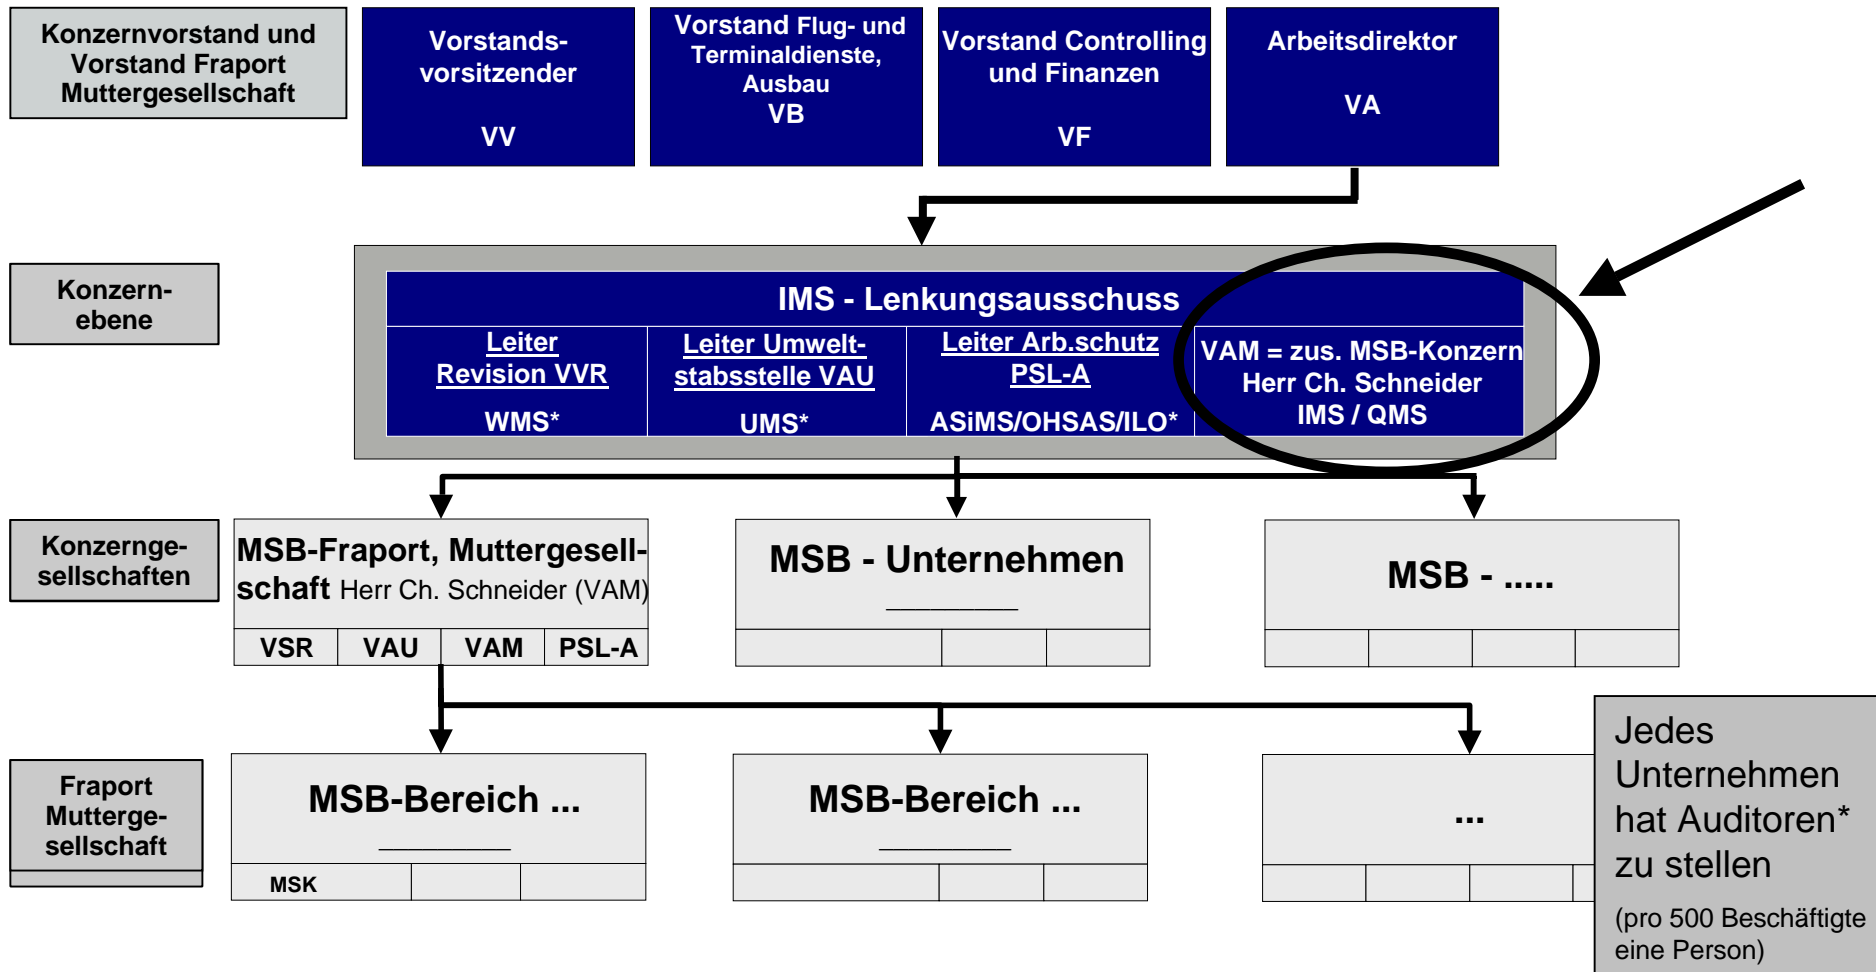 Konzernvorstand und
Vorstand Fraport
Muttergesellschaft
Vorstands-
vorsitzender
VV
Vorstand Flug- und
Terminaldienste,
Ausbau
VB
Vorstand Controlling
und Finanzen
VF
Arbeitsdirektor
VA
Konzern-
ebene
IMS - Lenkungsausschuss
Leiter
Revision VVR
WMS*
Leiter Umwelt-
stabsstelle VAU
UMS*
Leiter Arb.schutz
PSL-A
ASiMS/OHSAS/ILO*
VAM = zus. MSB-Konzern
Herr Ch. Schneider
IMS / QMS
Konzernge-
sellschaften
MSB-Fraport, Muttergesell-
schaft Herr Ch. Schneider (VAM)
VSR VAU VAM PSL-A
MSB - Unternehmen
_________
MSB - .....
Fraport
Mutterge-
sellschaft
MSB-Bereich ...
_________
MSK
MSB-Bereich ...
_________
...
Jedes
Unternehmen
hat Auditoren*
zu stellen
(pro 500 Beschäftigte
eine Person)